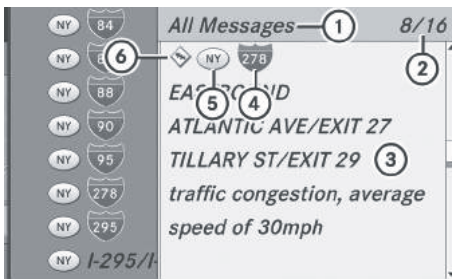 NY 84
All Messages 1 8/16
6 NY 278 2
NY 88
5 4
EASTBOUND
NY 90
ATLANTIC AVE/EXIT 27
NY 95
TILLARY ST/EXIT 29 3
NY 278
traffic congestion, average
NY 295
speed of 30mph
NY I-295/I-